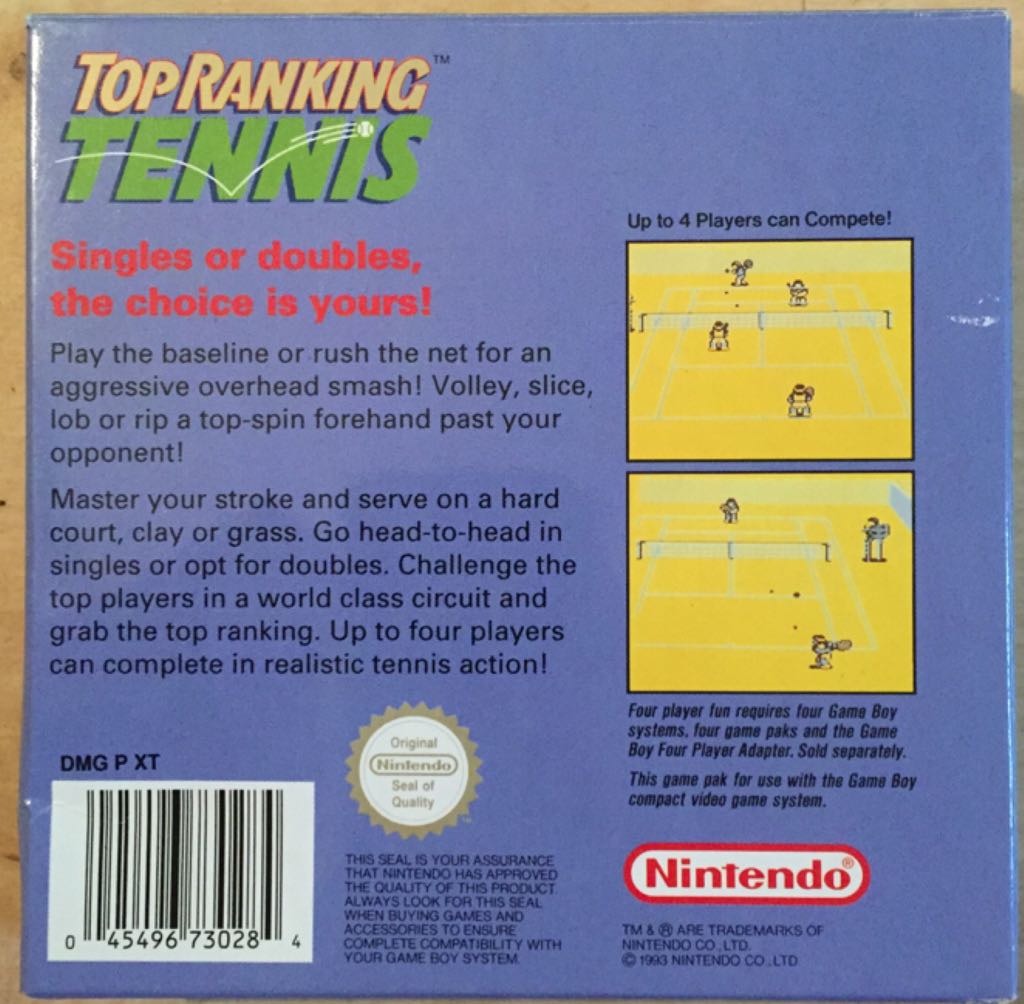 TOP RANKING™
TENNIS
Singles or doubles,
the choice is yours!
Play the baseline or rush the net for an
aggressive overhead smash! Volley, slice,
lob or rip a top-spin forehand past your
opponent!
Master your stroke and serve on a hard
court, clay or grass. Go head-to-head in
singles or opt for doubles. Challenge the
top players in a world class circuit and
grab the top ranking. Up to four players
can complete in realistic tennis action!
DMG P XT
0 45496 73028 4
Original
Nintendo
Seal of
Quality
™
THIS SEAL IS YOUR ASSURANCE
THAT NINTENDO HAS APPROVED
THE QUALITY OF THIS PRODUCT.
ALWAYS LOOK FOR THIS SEAL
WHEN BUYING GAMES AND
ACCESSORIES TO ENSURE
COMPLETE COMPATIBILITY WITH
YOUR GAME BOY SYSTEM.
Up to 4 Players can Compete!
Four player fun requires four Game Boy
systems, four game paks and the Game
Boy Four Player Adapter. Sold separately.
This game pak for use with the Game Boy
compact video game system.
Nintendo®
TM & ® ARE TRADEMARKS OF
NINTENDO CO., LTD.
© 1993 NINTENDO CO., LTD